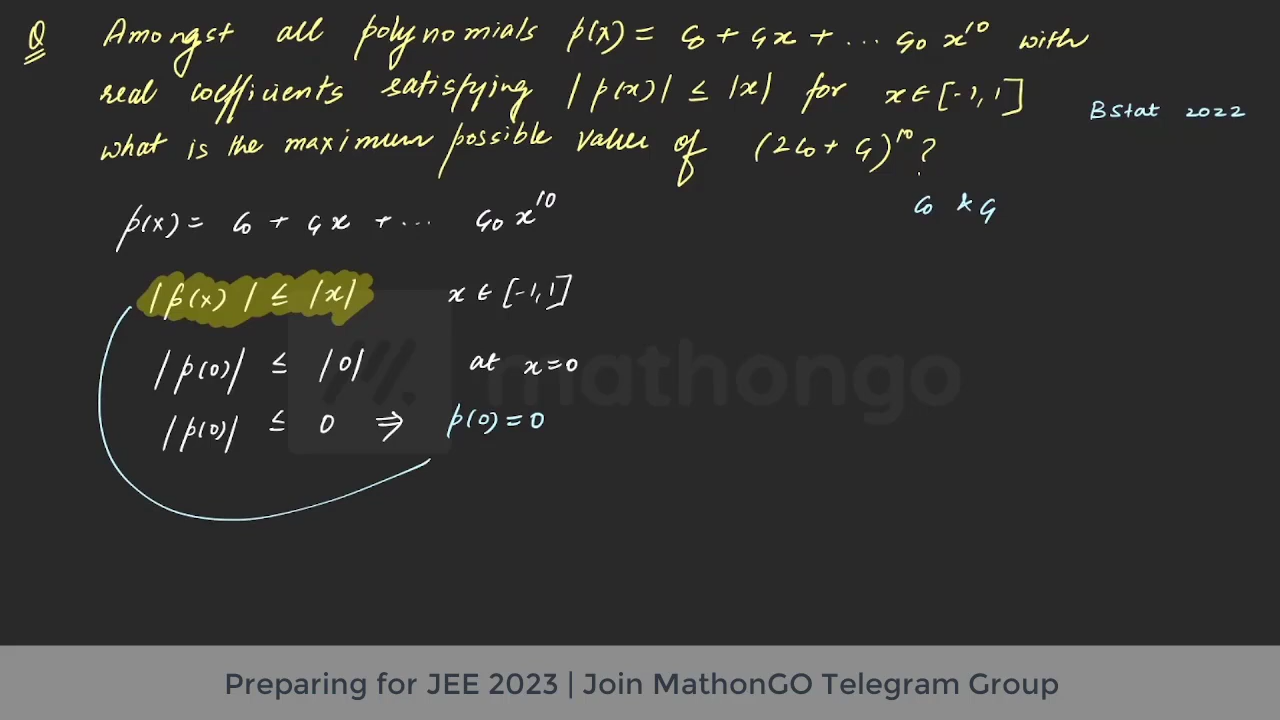 Q Amongst all polynomials p(x) = c₀ + c₁x + ... c₁₀ x¹⁰ with
real coefficients satisfying |p(x)| ≤ |x| for x ∈ [-1,1]
BStat 2022
what is the maximum possible value of (2c₀ + c₁)¹⁰ ?
c₀ & c₁
p(x) = c₀ + c₁x + ... c₁₀ x¹⁰
|p(x)| ≤ |x| x ∈ [-1,1]
|p(0)| ≤ |0| at x=0
|p(0)| ≤ 0 ⇒ p(0) = 0
mathongo
Preparing for JEE 2023 | Join MathonGO Telegram Group